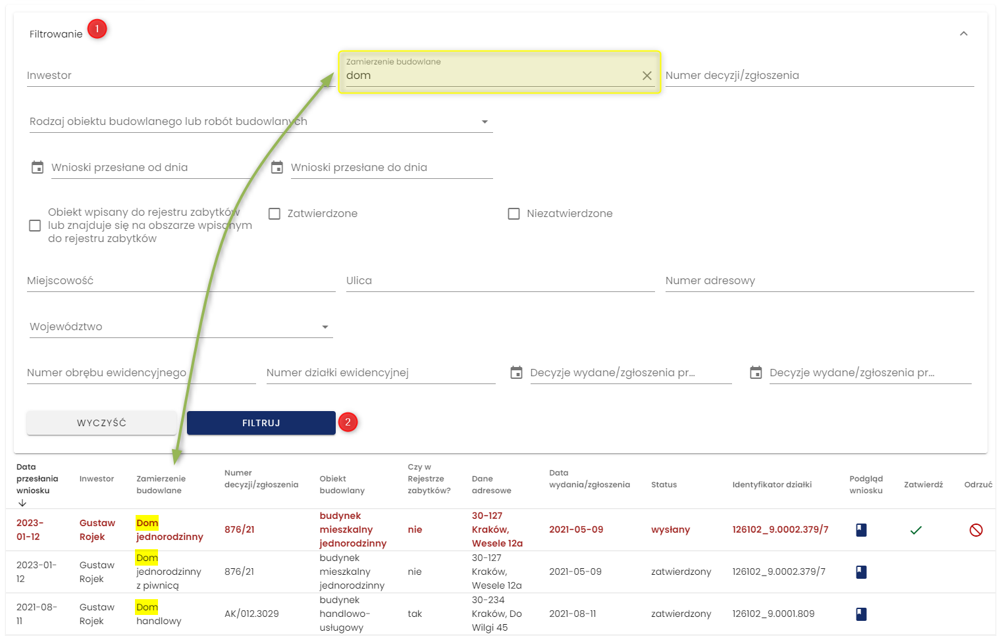 Filtrowanie 1
Inwestor
Zamierzenie budowlane
dom
Numer decyzji/zgłoszenia
Rodzaj obiektu budowlanego lub robót budowlanych
Wnioski przesłane od dnia
Wnioski przesłane do dnia
Obiekt wpisany do rejestru zabytków
lub znajduje się na obszarze wpisanym
do rejestru zabytków
Zatwierdzone
Niezatwierdzone
Miejscowość
Ulica
Numer adresowy
Województwo
Numer obrębu ewidencyjnego
Numer działki ewidencyjnej
Decyzje wydane/zgłoszenia pr...
Decyzje wydane/zgłoszenia pr...
WYCZYŚĆ
FILTRUJ
2
Data
przesłania
wniosku
Inwestor
Zamierzenie
budowlane
Numer
decyzji/zgłoszenia
Obiekt
budowlany
Czy w
Rejestrze
zabytków?
Dane
adresowe
Data
wydania/zgłoszenia
Status
Identyfikator działki
Podgląd
wniosku
Zatwierdź
Odrzuć
2023-
01-12
Gustaw
Rojek
Dom
jednorodzinny
876/21
budynek
mieszkalny
jednorodzinny
nie
30-127
Kraków,
Wesele 12a
2021-05-09
wysłany
126102_9.0002.379/7
2023-01-
12
Gustaw
Rojek
Dom
jednorodzinny
z piwnicą
876/21
budynek
mieszkalny
jednorodzinny
nie
30-127
Kraków,
Wesele 12a
2021-05-09
zatwierdzony
126102_9.0002.379/7
2021-08-
11
Gustaw
Rojek
Dom
handlowy
AK/012.3029
budynek
handlowo-
usługowy
tak
30-234
Kraków, Do
Wilgi 45
2021-08-11
zatwierdzony
126102_9.0001.809